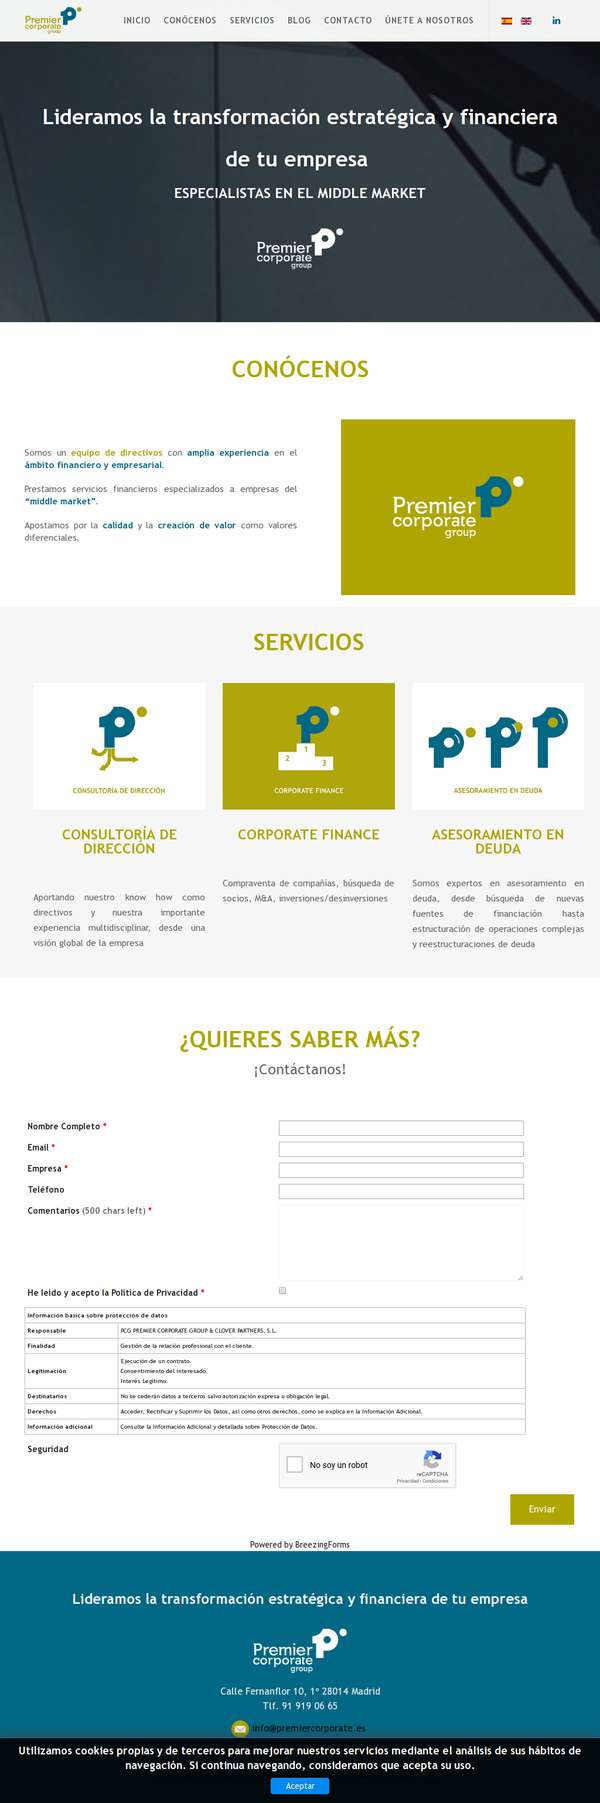 Premier
corporate
group
INICIO CONÓCENOS SERVICIOS BLOG CONTACTO ÚNETE A NOSOTROS
in
Lideramos la transformación estratégica y financiera
de tu empresa
ESPECIALISTAS EN EL MIDDLE MARKET
Premier
corporate
group
CONÓCENOS
Somos un equipo de directivos con amplia experiencia en el
ámbito financiero y empresarial.
Prestamos servicios financieros especializados a empresas del
“middle market”.
Apostamos por la calidad y la creación de valor como valores
diferenciales.
Premier
corporate
group
SERVICIOS
CONSULTORÍA DE DIRECCIÓN
CONSULTORÍA DE
DIRECCIÓN
Aportando nuestro know how como
directivos y nuestra importante
experiencia multidisciplinar, desde una
visión global de la empresa
1
2
3
CORPORATE FINANCE
CORPORATE FINANCE
Compraventa de compañías, búsqueda de
socios, M&A, inversiones/desinversiones
ASESORAMIENTO EN DEUDA
ASESORAMIENTO EN
DEUDA
Somos expertos en asesoramiento en
deuda, desde búsqueda de nuevas
fuentes de financiación hasta
estructuración de operaciones complejas
y reestructuraciones de deuda
¿QUIERES SABER MÁS?
¡Contáctanos!
Nombre Completo *
Email *
Empresa *
Teléfono
Comentarios (500 chars left) *
He leído y acepto la Política de Privacidad *
Información básica sobre protección de datos
Responsable PCG PREMIER CORPORATE GROUP & CLOVER PARTNERS, S.L.
Finalidad Gestión de la relación profesional con el cliente.
Legitimación Ejecución de un contrato.
Consentimiento del interesado.
Interés Legítimo.
Destinatarios No se cederán datos a terceros salvo autorización expresa u obligación legal.
Derechos Acceder, Rectificar y Suprimir los Datos, así como otros derechos, como se explica en la Información Adicional.
Información adicional Consulte la Información Adicional y detallada sobre Protección de Datos.
Seguridad
No soy un robot
reCAPTCHA
Privacidad - Condiciones
Enviar
Powered by BreezingForms
Lideramos la transformación estratégica y financiera de tu empresa
Premier
corporate
group
Calle Fernanflor 10, 1º 28014 Madrid
Tlf. 91 919 06 65
info@premiercorporate.es
Utilizamos cookies propias y de terceros para mejorar nuestros servicios mediante el análisis de sus hábitos de
navegación. Si continua navegando, consideramos que acepta su uso.
Aceptar